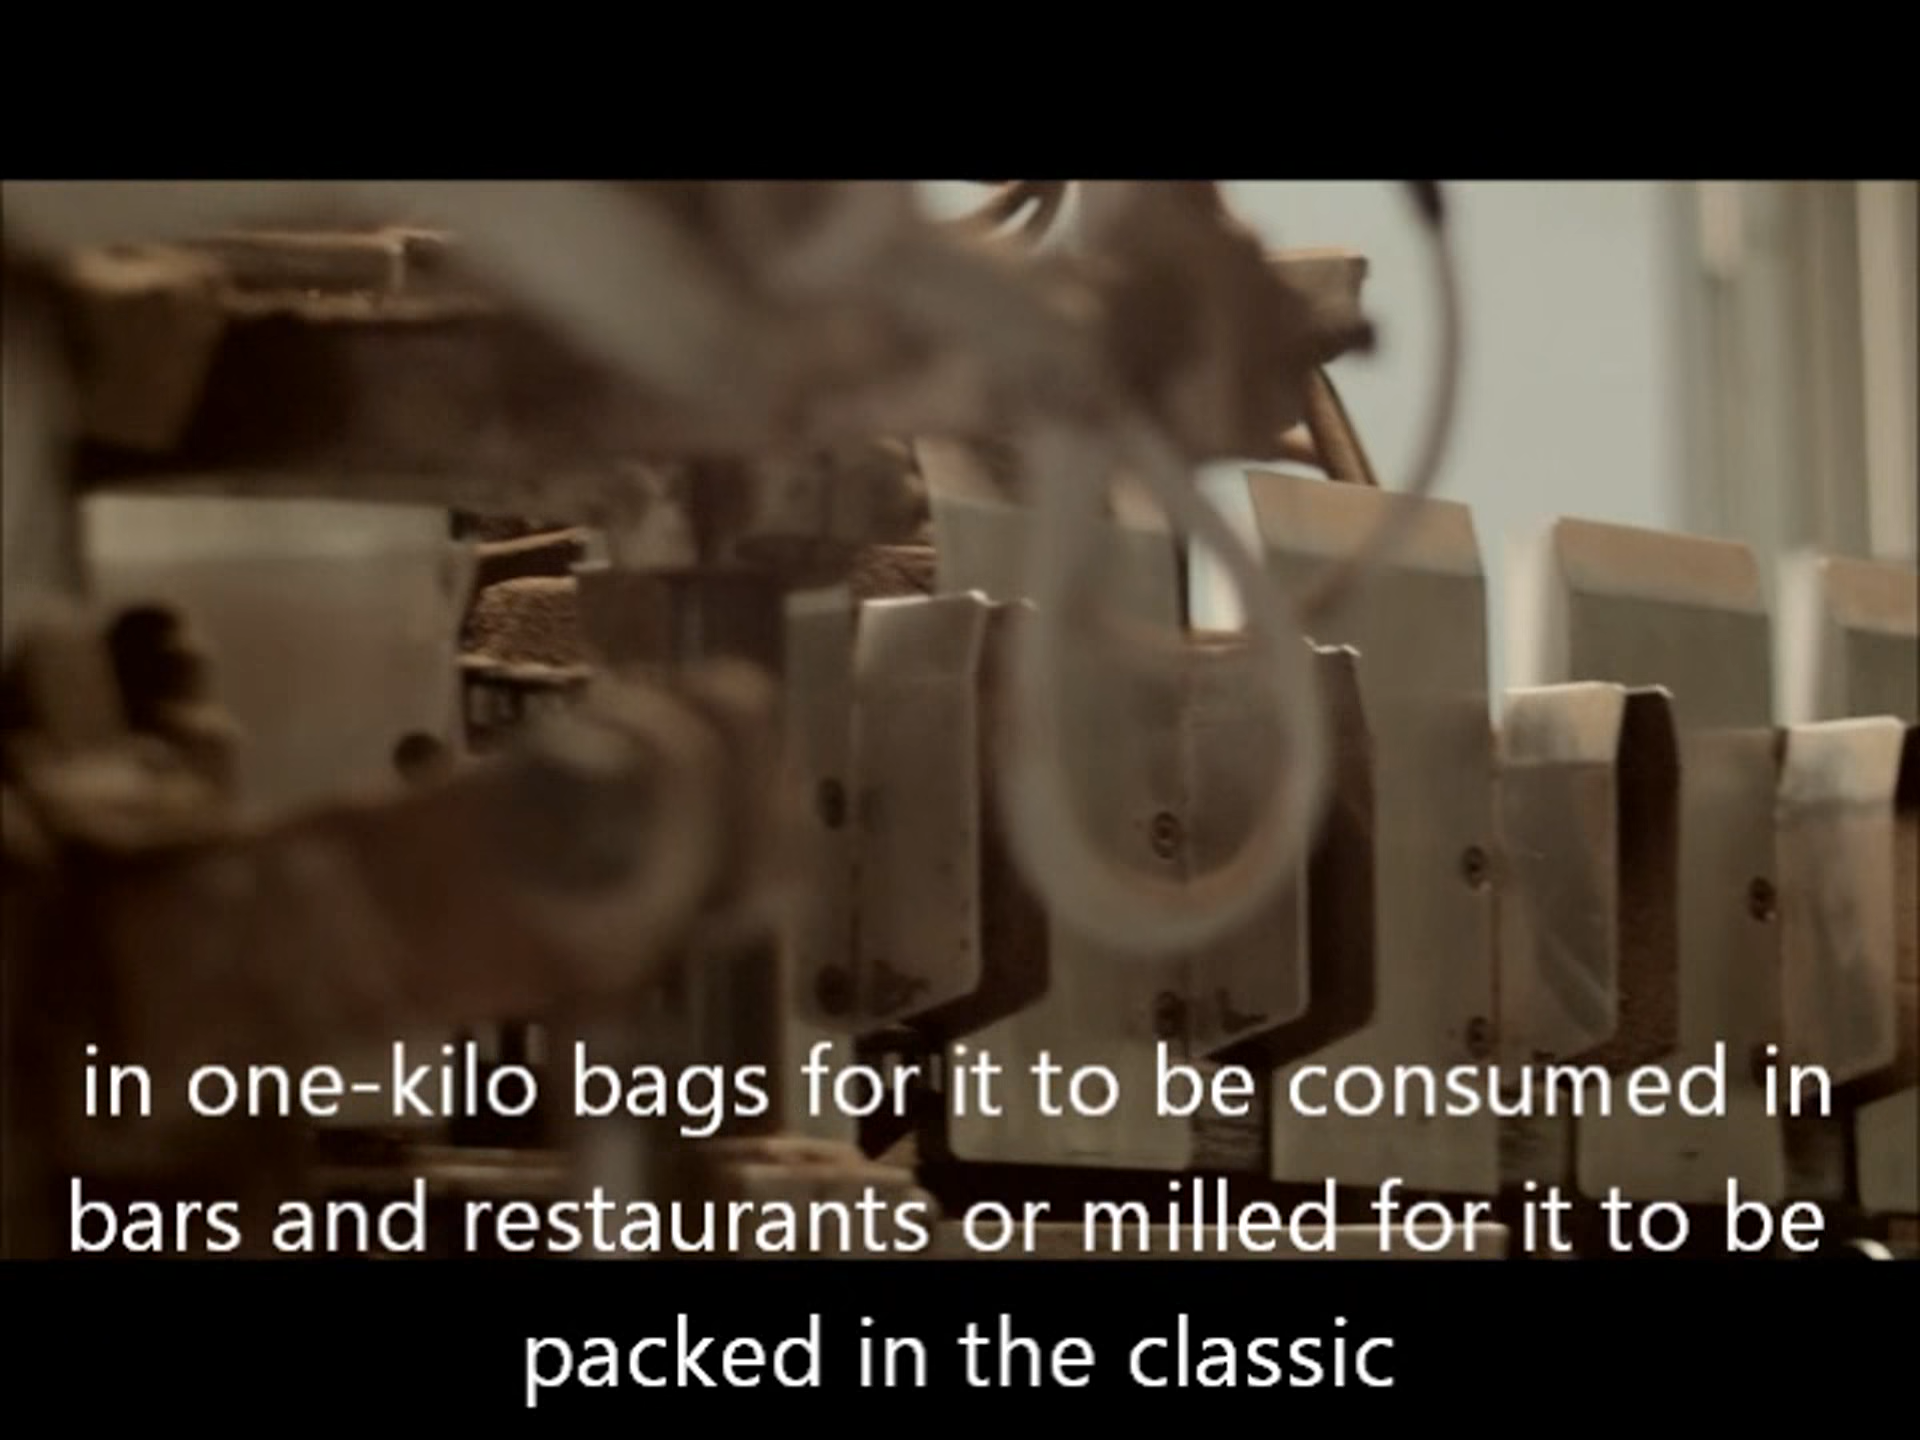 in one-kilo bags for it to be consumed in
bars and restaurants or milled for it to be
packed in the classic